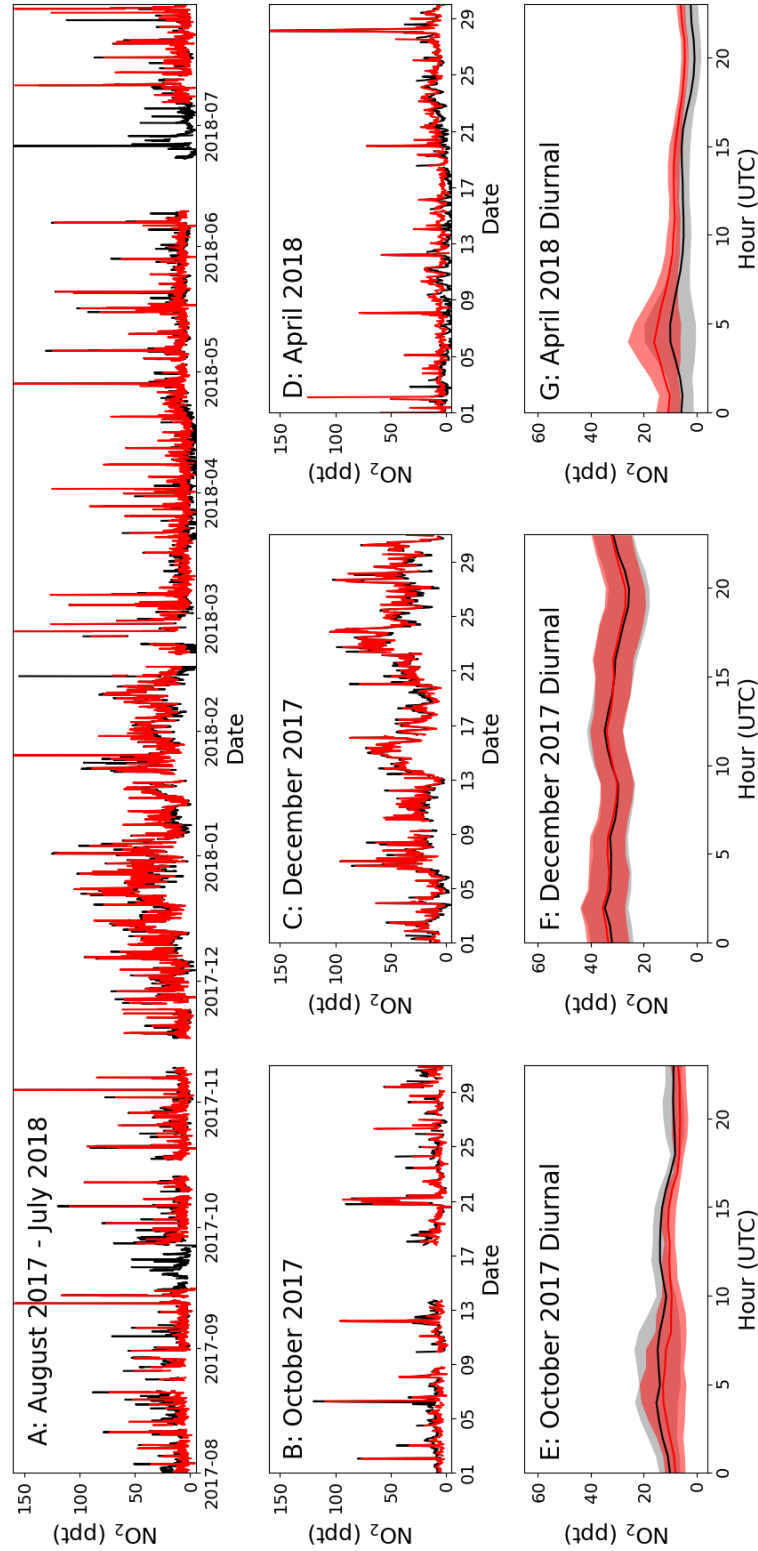 A: August 2017 - July 2018
NO₂ (ppt)
150
100
50
0
2017-08 2017-09 2017-10 2017-11 2017-12 2018-01 2018-02 2018-03 2018-04 2018-05 2018-06 2018-07
Date
B: October 2017
NO₂ (ppt)
150
100
50
0
01 05 09 13 17 21 25 29
Date
C: December 2017
NO₂ (ppt)
150
100
50
0
01 05 09 13 17 21 25 29
Date
D: April 2018
NO₂ (ppt)
150
100
50
0
01 05 09 13 17 21 25 29
Date
E: October 2017 Diurnal
NO₂ (ppt)
60
40
20
0
0 5 10 15 20
Hour (UTC)
F: December 2017 Diurnal
NO₂ (ppt)
60
40
20
0
0 5 10 15 20
Hour (UTC)
G: April 2018 Diurnal
NO₂ (ppt)
60
40
20
0
0 5 10 15 20
Hour (UTC)